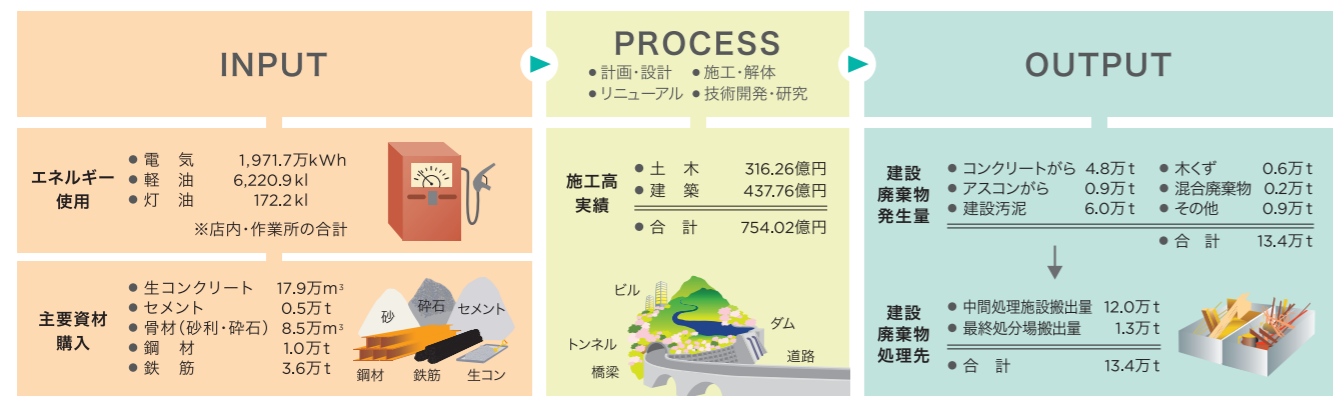 INPUT
エネルギー使用
● 電　気　1,971.7万kWh
● 軽　油　6,220.9kl
● 灯　油　172.2kl
※店内・作業所の合計
主要資材購入
● 生コンクリート　17.9万m³
● セメント　0.5万t
● 骨材（砂利・砕石）　8.5万m³
● 鋼　材　1.0万t
● 鉄　筋　3.6万t
砂
砕石
セメント
鋼材
鉄筋
生コン
PROCESS
● 計画・設計　● 施工・解体
● リニューアル　● 技術開発・研究
施工高実績
● 土　木　316.26億円
● 建　築　437.76億円
● 合　計　754.02億円
ビル
ダム
トンネル
道路
橋梁
OUTPUT
建設廃棄物発生量
● コンクリートがら　4.8万t
● アスコンがら　0.9万t
● 建設汚泥　6.0万t
● 木くず　0.6万t
● 混合廃棄物　0.2万t
● その他　0.9万t
● 合　計　13.4万t
建設廃棄物処理先
● 中間処理施設搬出量　12.0万t
● 最終処分場搬出量　1.3万t
● 合　計　13.4万t